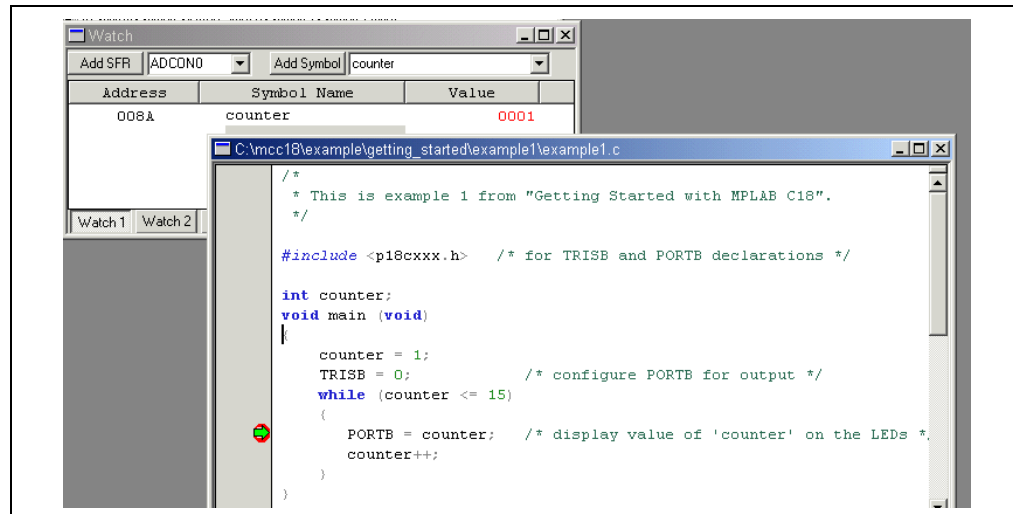 Watch
Add SFR ADCON0 Add Symbol counter
Address Symbol Name Value
008A counter 0001
Watch 1 Watch 2
C:\mcc18\example\getting_started\example1\example1.c
/*
* This is example 1 from "Getting Started with MPLAB C18".
*/
#include <p18cxxx.h> /* for TRISB and PORTB declarations */
int counter;
void main (void)
{
counter = 1;
TRISB = 0; /* configure PORTB for output */
while (counter <= 15)
{
PORTB = counter; /* display value of 'counter' on the LEDs *
counter++;
}
}